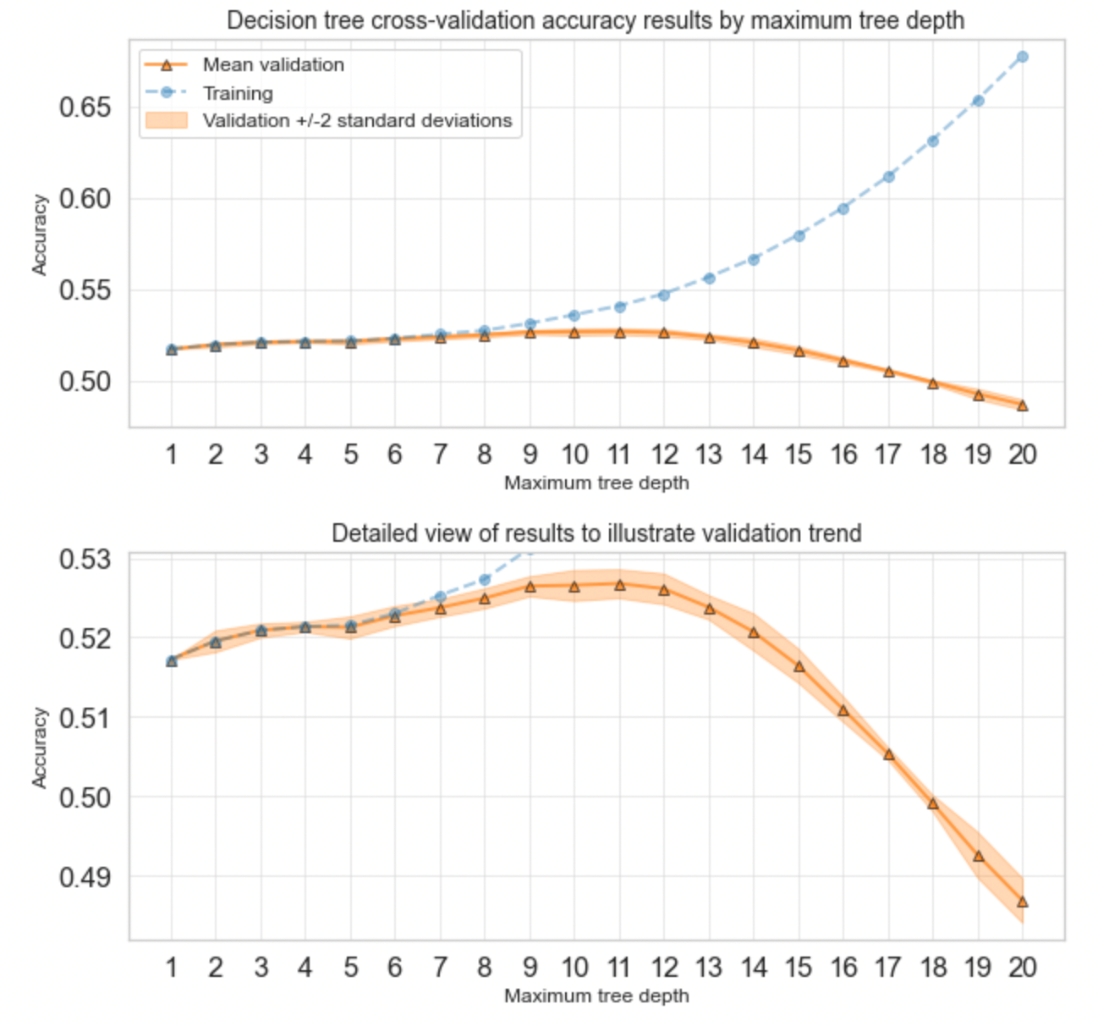 Decision tree cross-validation accuracy results by maximum tree depth
Mean validation
Training
Validation +/-2 standard deviations
0.65
0.60
0.55
0.50
Accuracy
1 2 3 4 5 6 7 8 9 10 11 12 13 14 15 16 17 18 19 20
Maximum tree depth
Detailed view of results to illustrate validation trend
0.53
0.52
0.51
0.50
0.49
Accuracy
1 2 3 4 5 6 7 8 9 10 11 12 13 14 15 16 17 18 19 20
Maximum tree depth